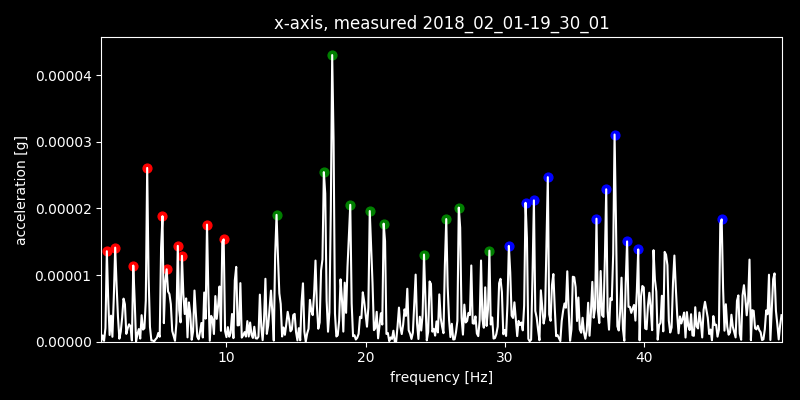 x-axis, measured 2018_02_01-19_30_01
acceleration [g]
0.00004
0.00003
0.00002
0.00001
0.00000
10 20 30 40
frequency [Hz]